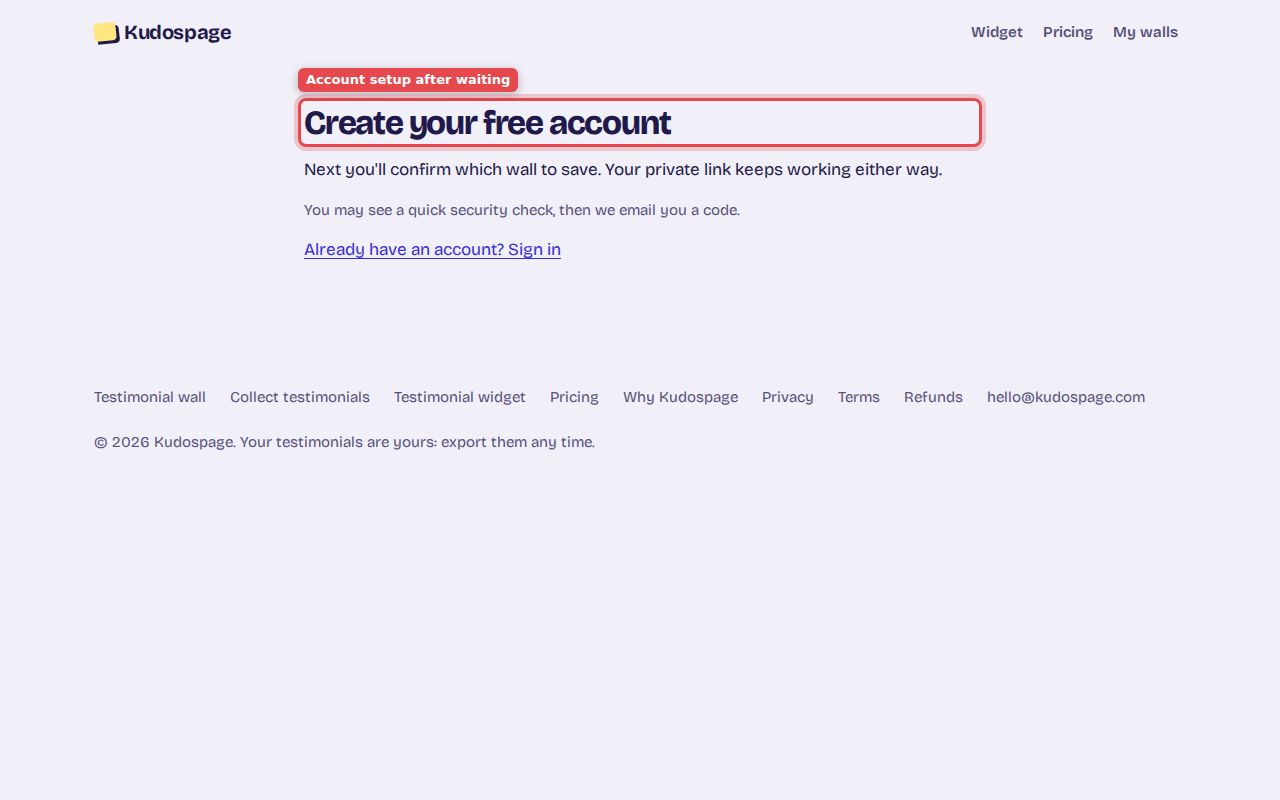 Kudospage
Widget Pricing My walls
Account setup after waiting
Create your free account
Next you'll confirm which wall to save. Your private link keeps working either way.
You may see a quick security check, then we email you a code.
Already have an account? Sign in
Testimonial wall Collect testimonials Testimonial widget Pricing Why Kudospage Privacy Terms Refunds hello@kudospage.com
© 2026 Kudospage. Your testimonials are yours: export them any time.